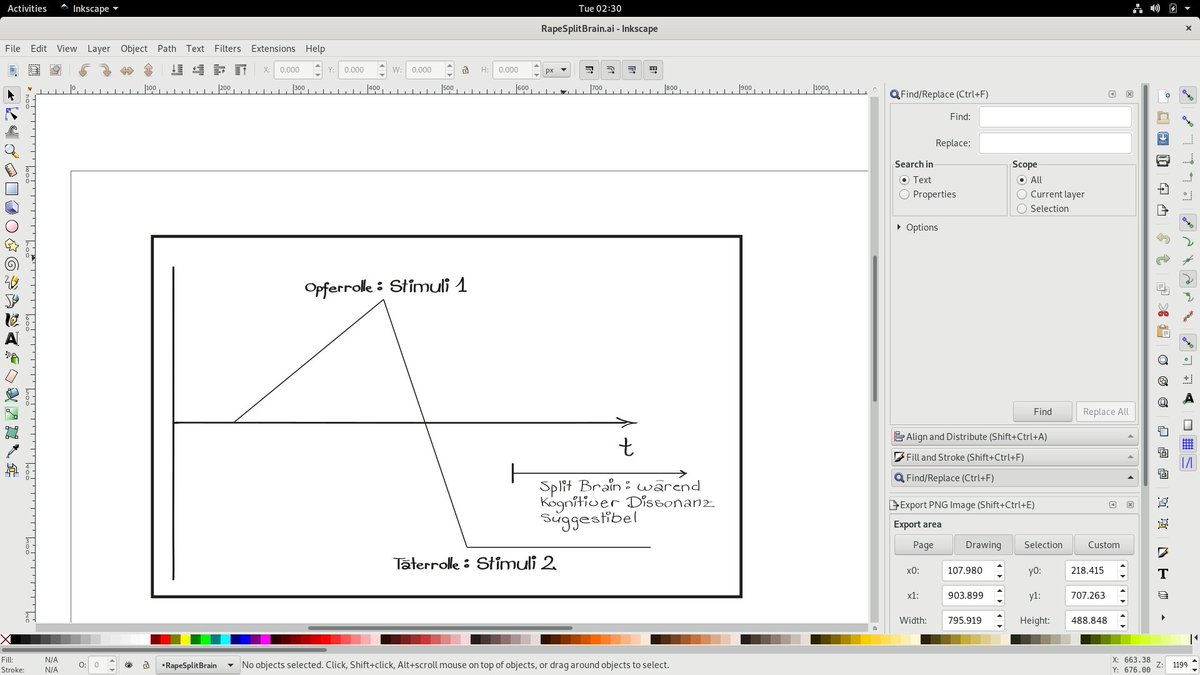 Activities Inkscape Tue 02:30
RapeSplitBrain.ai - Inkscape
File Edit View Layer Object Path Text Filters Extensions Help
X: 0.000 Y: 0.000 W: 0.000 H: 0.000 px
0 100 200 300 400 500 600 700 800 900 1000
Find/Replace (Ctrl+F)
Find:
Replace:
Search in
Text
Properties
Scope
All
Current layer
Selection
Options
Find Replace All
Align and Distribute (Shift+Ctrl+A)
Fill and Stroke (Shift+Ctrl+F)
Find/Replace (Ctrl+F)
Export PNG Image (Shift+Ctrl+E)
Export area
Page Drawing Selection Custom
x0: 107.980 y0: 218.415
x1: 903.899 y1: 707.263
Width: 795.919 Height: 488.848
Opferrolle: Stimuli 1
t
Split Brain: wärend
Kognitiver Dissonanz
suggestibel
Täterrolle: Stimuli 2
Fill: N/A
Stroke: N/A
O: 0
•RapeSplitBrain
No objects selected. Click, Shift+click, Alt+scroll mouse on top of objects, or drag around objects to select.
X: 663.38
Y: 676.00
Z: 119%